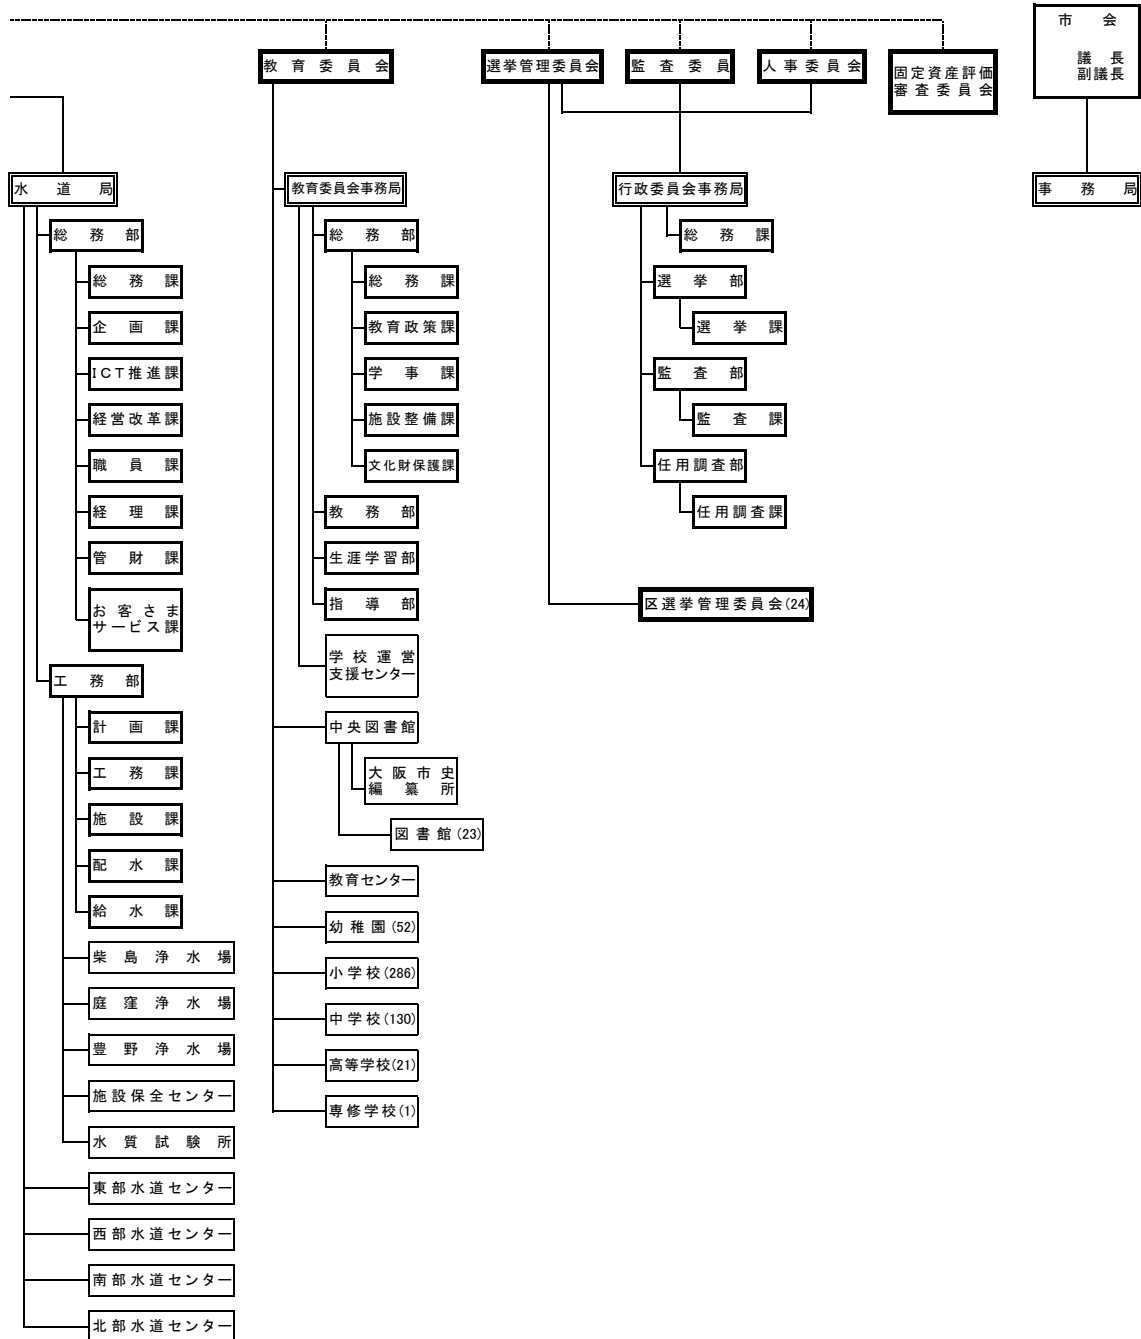 市会
議長
副議長
教育委員会
選挙管理委員会
監査委員
人事委員会
固定資産評価
審査委員会
水道局
教育委員会事務局
行政委員会事務局
事務局
総務部
総務課
企画課
ICT推進課
経営改革課
職員課
経理課
管財課
お客さま
サービス課
工務部
計画課
工務課
施設課
配水課
給水課
柴島浄水場
庭窪浄水場
豊野浄水場
施設保全センター
水質試験所
東部水道センター
西部水道センター
南部水道センター
北部水道センター
総務部
総務課
教育政策課
学事課
施設整備課
文化財保護課
教務部
生涯学習部
指導部
学校運営
支援センター
中央図書館
大阪市史
編纂所
図書館(23)
教育センター
幼稚園(52)
小学校(286)
中学校(130)
高等学校(21)
専修学校(1)
総務課
選挙部
選挙課
監査部
監査課
任用調査部
任用調査課
区選挙管理委員会(24)